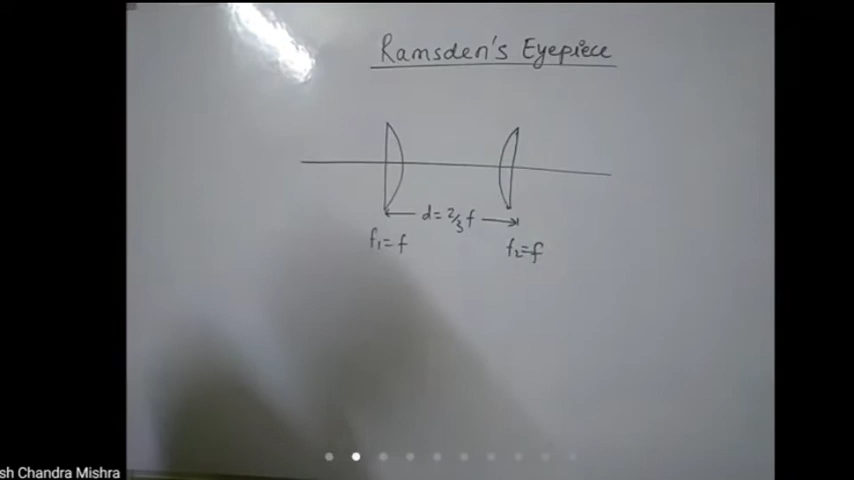 Ramsden's Eyepiece
d = 2/3 f
f₁ = f
f₂ = f
sh Chandra Mishra